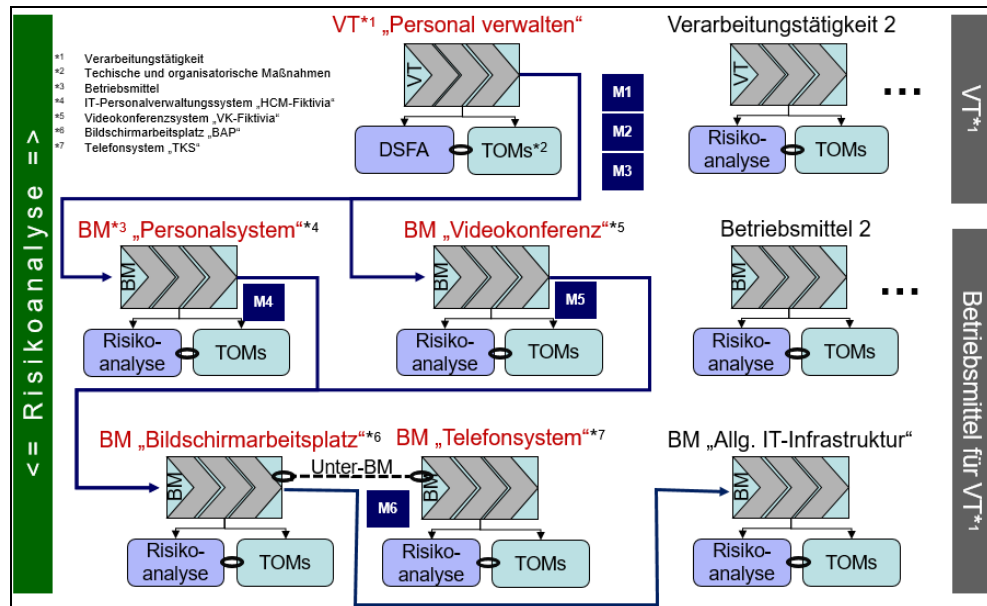 VT*1 „Personal verwalten“
Verarbeitungstätigkeit 2
*1 Verarbeitungstätigkeit
*2 Techische und organisatorische Maßnahmen
*3 Betriebsmittel
*4 IT-Personalverwaltungssystem „HCM-Fiktivia“
*5 Videokonferenzsystem „VK-Fiktivia“
*6 Bildschirmarbeitsplatz „BAP“
*7 Telefonsystem „TKS“
<= Risikoanalyse =>
VT
DSFA
TOMs*2
M1
M2
M3
VT
Risiko-
analyse
TOMs
...
VT*1
BM*3 „Personalsystem“*4
BM „Videokonferenz“*5
Betriebsmittel 2
BM
Risiko-
analyse
TOMs
M4
BM
Risiko-
analyse
TOMs
M5
BM
Risiko-
analyse
TOMs
...
Betriebsmittel für VT*1
BM „Bildschirmarbeitsplatz“*6
BM „Telefonsystem“*7
BM „Allg. IT-Infrastruktur“
Unter-BM
BM
Risiko-
analyse
TOMs
M6
BM
Risiko-
analyse
TOMs
BM
Risiko-
analyse
TOMs